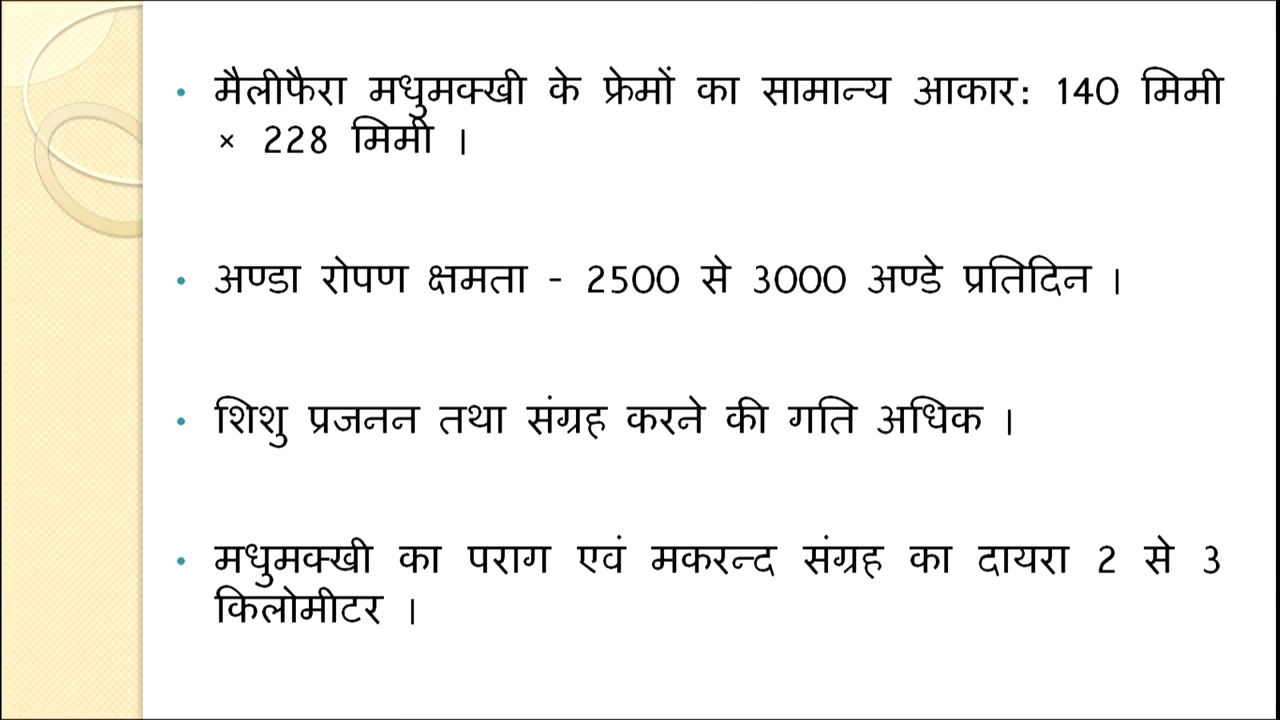 • मैलीफैरा मधुमक्खी के फ्रेमों का सामान्य आकार: 140 मिमी
× 228 मिमी ।
• अण्डा रोपण क्षमता - 2500 से 3000 अण्डे प्रतिदिन ।
• शिशु प्रजनन तथा संग्रह करने की गति अधिक ।
• मधुमक्खी का पराग एवं मकरन्द संग्रह का दायरा 2 से 3
किलोमीटर ।